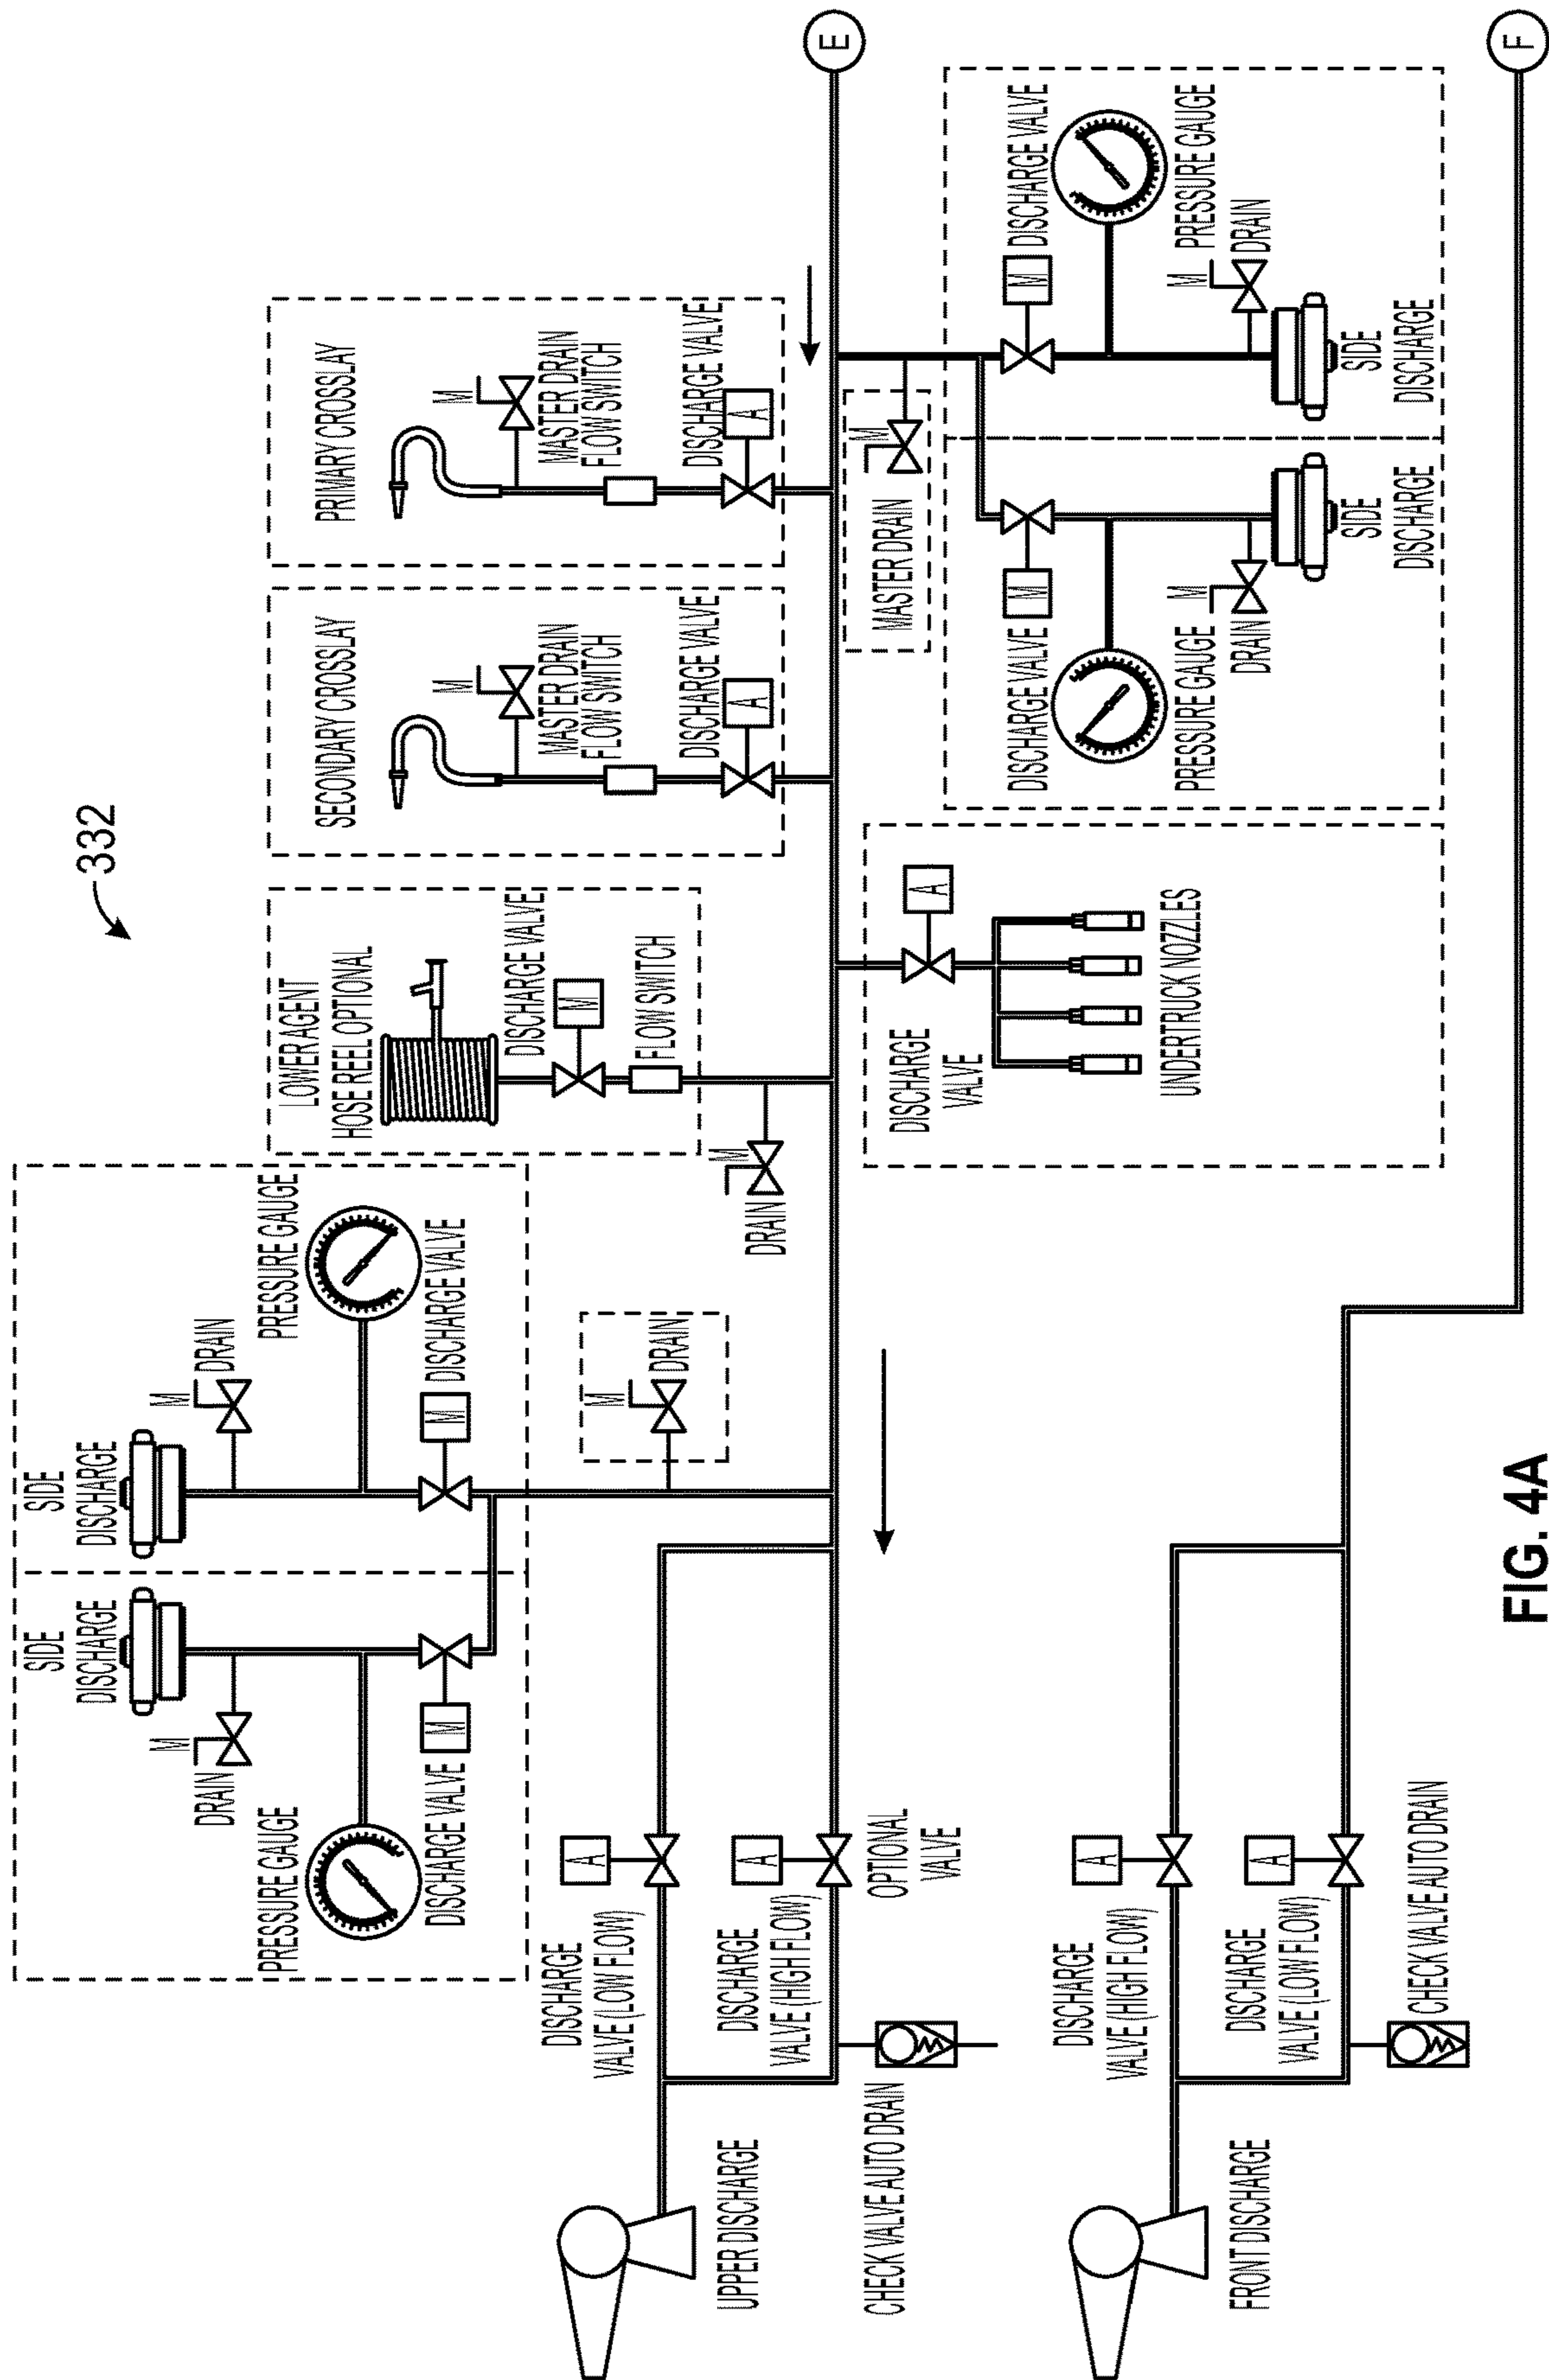 332
SIDE
DISCHARGE
M
DRAIN
PRESSURE GAUGE
M
DISCHARGE VALVE
SIDE
DISCHARGE
M
DRAIN
PRESSURE GAUGE
M
DISCHARGE VALVE
M
DRAIN
LOWER AGENT
HOSE REEL OPTIONAL
DISCHARGE VALVE
M
FLOW SWITCH
M
DRAIN
SECONDARY CROSSLAY
M
MASTER DRAIN
FLOW SWITCH
DISCHARGE VALVE
A
PRIMARY CROSSLAY
M
MASTER DRAIN
FLOW SWITCH
DISCHARGE VALVE
A
E
DISCHARGE
VALVE (LOW FLOW)
A
DISCHARGE
VALVE (HIGH FLOW)
A
OPTIONAL
VALVE
UPPER DISCHARGE
CHECK VALVE AUTO DRAIN
DISCHARGE
VALVE
A
UNDERTRUCK NOZZLES
M
MASTER DRAIN
DISCHARGE VALVE
M
PRESSURE GAUGE
M
DRAIN
SIDE
DISCHARGE
M
DISCHARGE VALVE
PRESSURE GAUGE
M
DRAIN
SIDE
DISCHARGE
DISCHARGE
VALVE (HIGH FLOW)
A
DISCHARGE
VALVE (LOW FLOW)
A
FRONT DISCHARGE
CHECK VALVE AUTO DRAIN
F
FIG. 4A